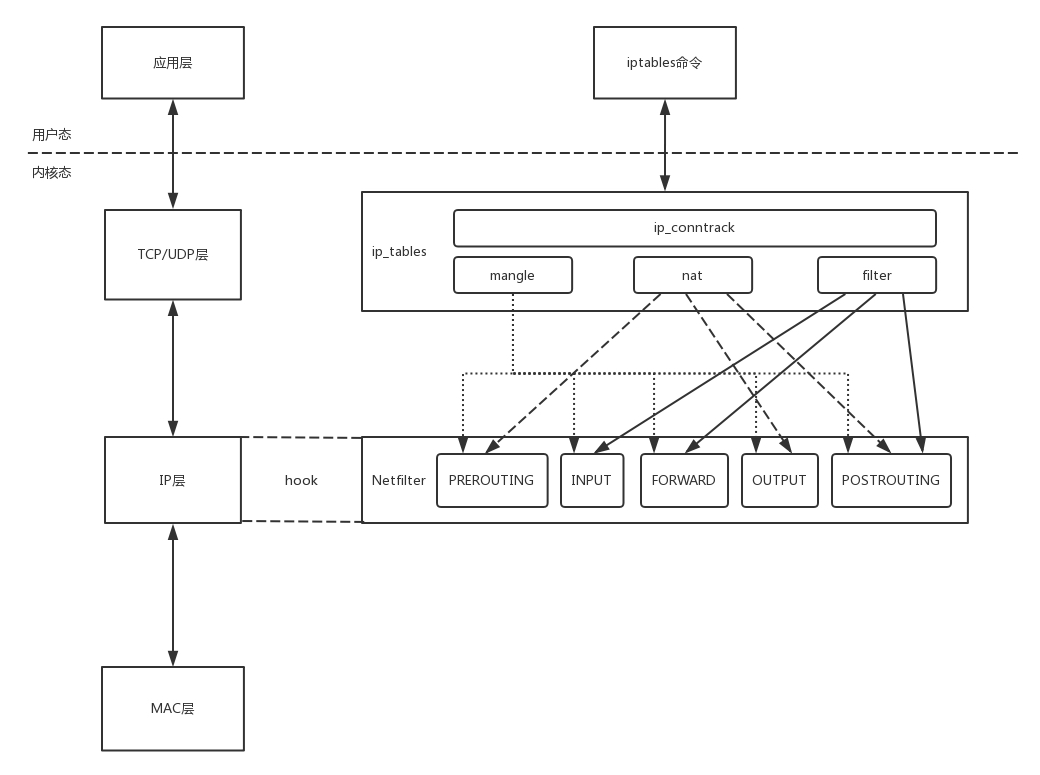 应用层
iptables命令
用户态
内核态
TCP/UDP层
ip_tables
ip_conntrack
mangle
nat
filter
IP层
hook
Netfilter
PREROUTING
INPUT
FORWARD
OUTPUT
POSTROUTING
MAC层